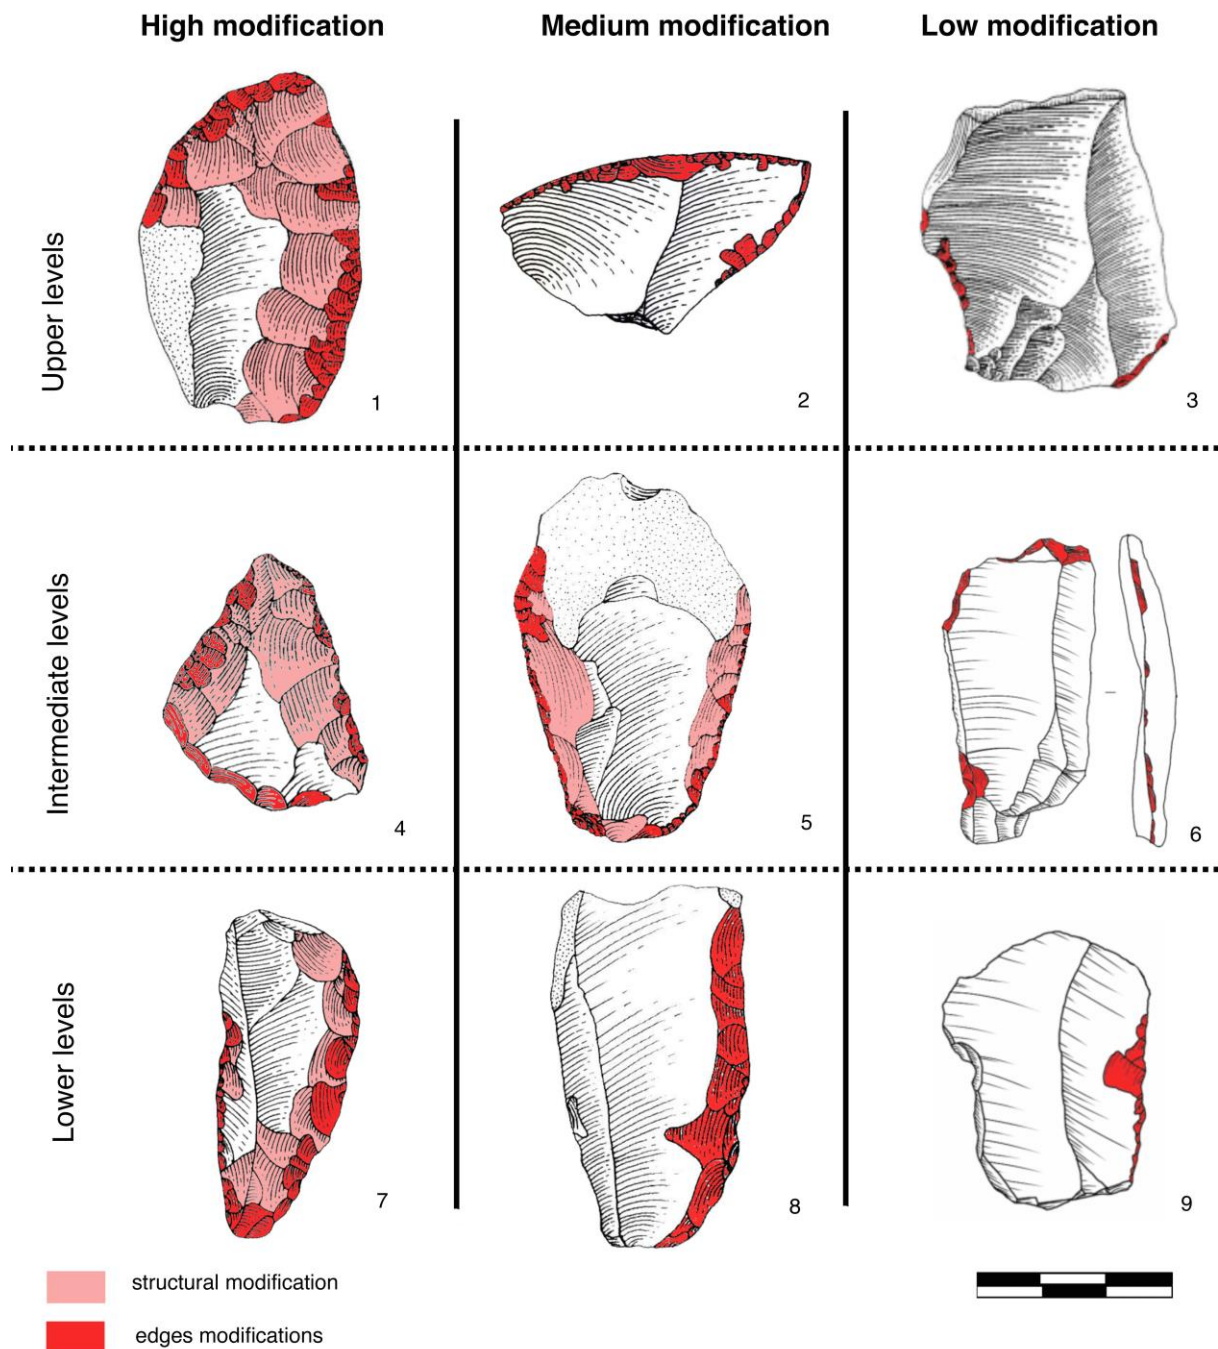 High modification
Medium modification
Low modification
Upper levels
1
2
3
Intermediate levels
4
5
6
Lower levels
7
8
9
structural modification
edges modifications